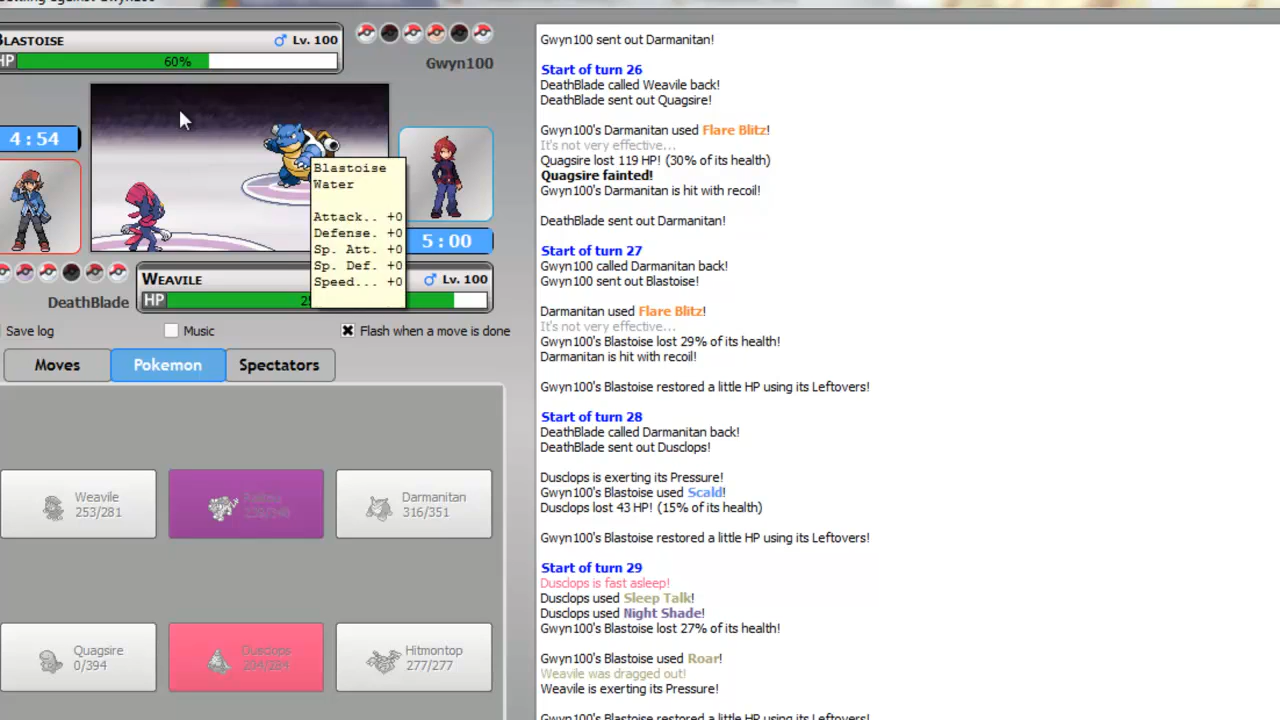 BLASTOISE
Lv. 100
HP
60%
Gwyn100
4:54
Blastoise
Water
Attack.. +0
Defense. +0
Sp. Att. +0
Sp. Def. +0
Speed... +0
5:00
WEAVILE
Lv. 100
HP
DeathBlade
Save log
Music
Flash when a move is done
Moves
Pokemon
Spectators
Weavile
253/281
Darmanitan
316/351
Quagsire
0/394
Dusclops
Hitmontop
277/277
Gwyn100 sent out Darmanitan!
Start of turn 26
DeathBlade called Weavile back!
DeathBlade sent out Quagsire!
Gwyn100's Darmanitan used Flare Blitz!
It's not very effective...
Quagsire lost 119 HP! (30% of its health)
Quagsire fainted!
Gwyn100's Darmanitan is hit with recoil!
DeathBlade sent out Darmanitan!
Start of turn 27
Gwyn100 called Darmanitan back!
Gwyn100 sent out Blastoise!
Darmanitan used Flare Blitz!
It's not very effective...
Gwyn100's Blastoise lost 29% of its health!
Darmanitan is hit with recoil!
Gwyn100's Blastoise restored a little HP using its Leftovers!
Start of turn 28
DeathBlade called Darmanitan back!
DeathBlade sent out Dusclops!
Dusclops is exerting its Pressure!
Gwyn100's Blastoise used Scald!
Dusclops lost 43 HP! (15% of its health)
Gwyn100's Blastoise restored a little HP using its Leftovers!
Start of turn 29
Dusclops is fast asleep!
Dusclops used Sleep Talk!
Dusclops used Night Shade!
Gwyn100's Blastoise lost 27% of its health!
Gwyn100's Blastoise used Roar!
Weavile was dragged out!
Weavile is exerting its Pressure!
Gwyn100's Blastoise restored a little HP using its Leftovers!